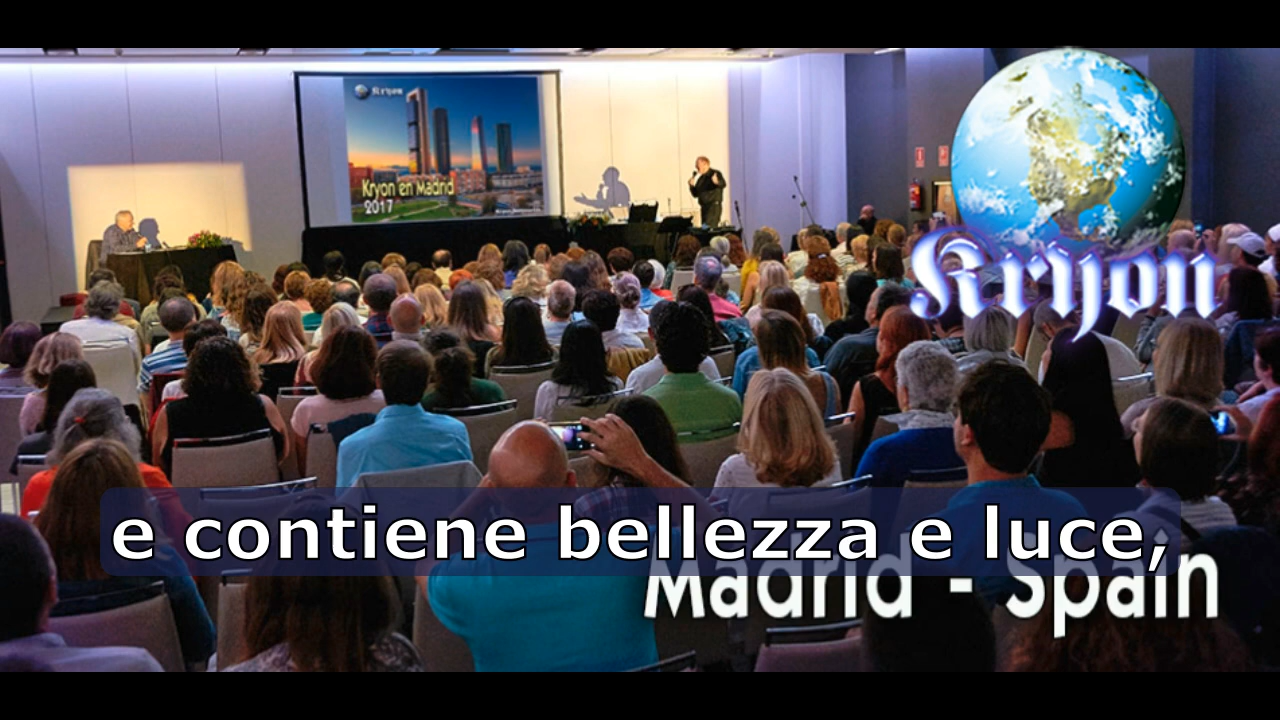 Kryon
Kryon en Madrid
2017
Kryon
e contiene bellezza e luce,
Madrid - Spain